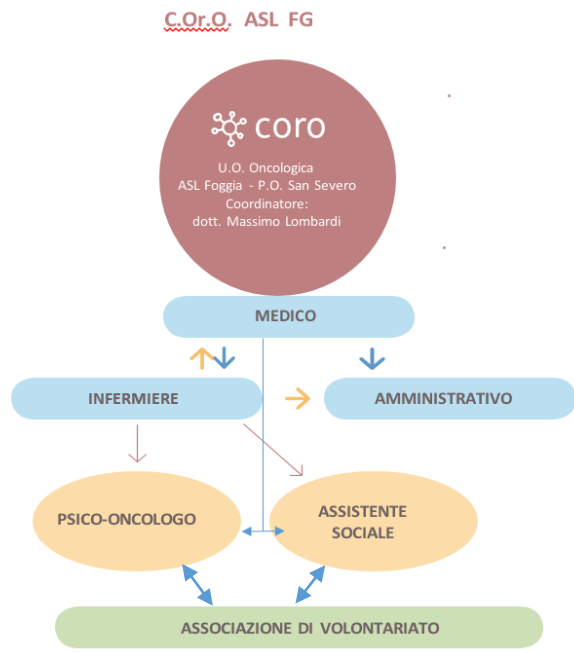 C.Or.O. ASL FG
coro
U.O. Oncologica
ASL Foggia - P.O. San Severo
Coordinatore:
dott. Massimo Lombardi
MEDICO
INFERMIERE
AMMINISTRATIVO
PSICO-ONCOLOGO
ASSISTENTE
SOCIALE
ASSOCIAZIONE DI VOLONTARIATO